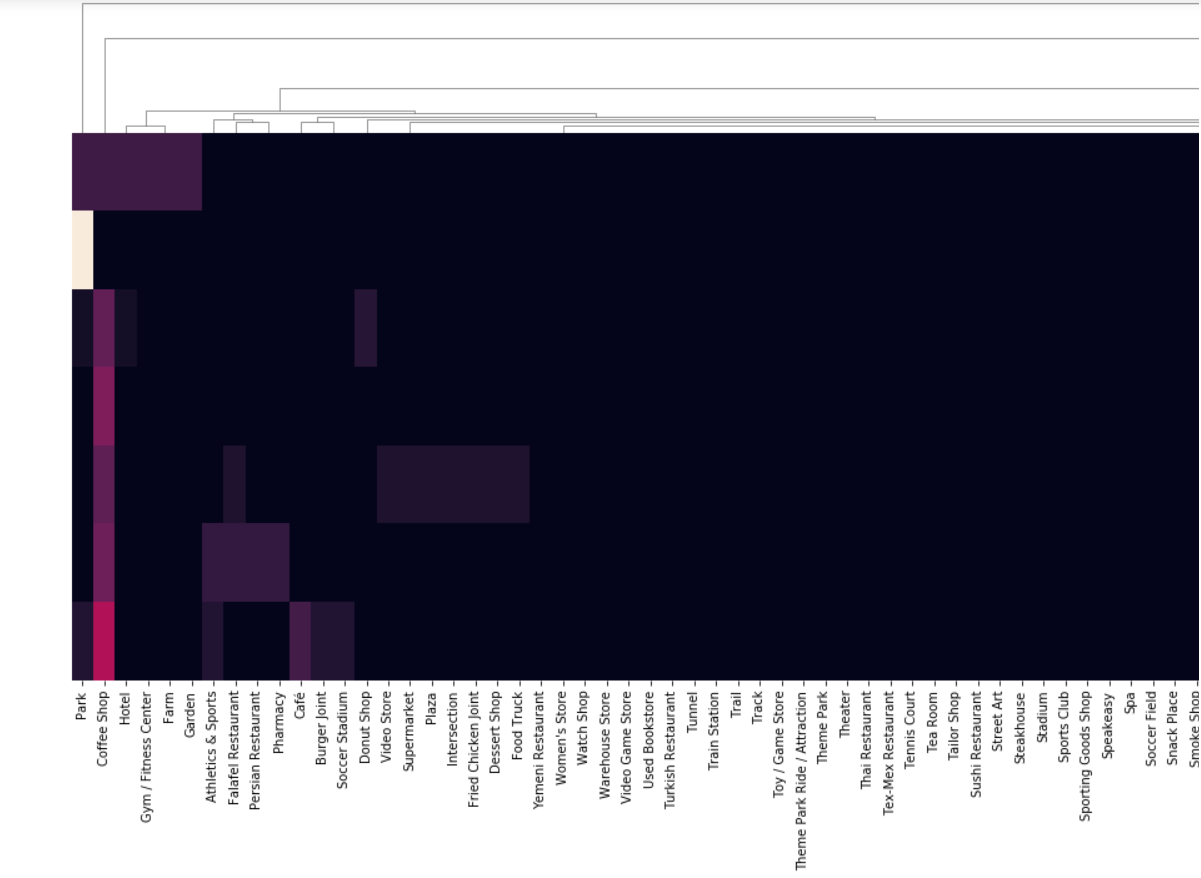 Park
Coffee Shop
Hotel
Gym / Fitness Center
Farm
Garden
Athletics & Sports
Falafel Restaurant
Persian Restaurant
Pharmacy
Café
Burger Joint
Soccer Stadium
Donut Shop
Video Store
Supermarket
Plaza
Intersection
Fried Chicken Joint
Dessert Shop
Food Truck
Yemeni Restaurant
Women's Store
Watch Shop
Warehouse Store
Video Game Store
Used Bookstore
Turkish Restaurant
Tunnel
Train Station
Trail
Track
Toy / Game Store
Theme Park Ride / Attraction
Theme Park
Theater
Thai Restaurant
Tex-Mex Restaurant
Tennis Court
Tea Room
Tailor Shop
Sushi Restaurant
Street Art
Steakhouse
Stadium
Sports Club
Sporting Goods Shop
Speakeasy
Spa
Soccer Field
Snack Place
Smoke Shop